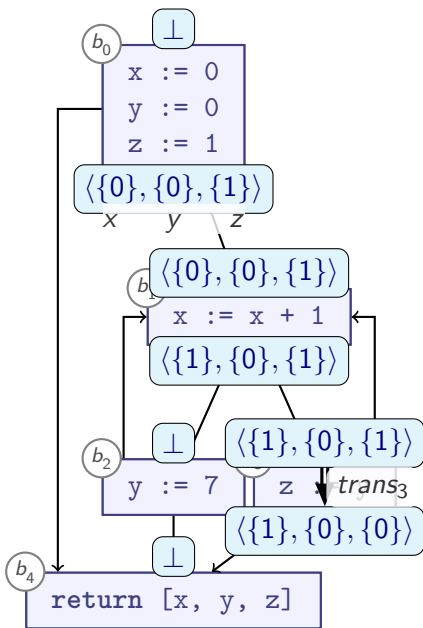 b0
⊥
x := 0
y := 0
z := 1
⟨{0}, {0}, {1}⟩
x y z
⟨{0}, {0}, {1}⟩
x := x + 1
⟨{1}, {0}, {1}⟩
b2
⊥
⟨{1}, {0}, {1}⟩
y := 7
z
trans3
⟨{1}, {0}, {0}⟩
b4
⊥
return [x, y, z]